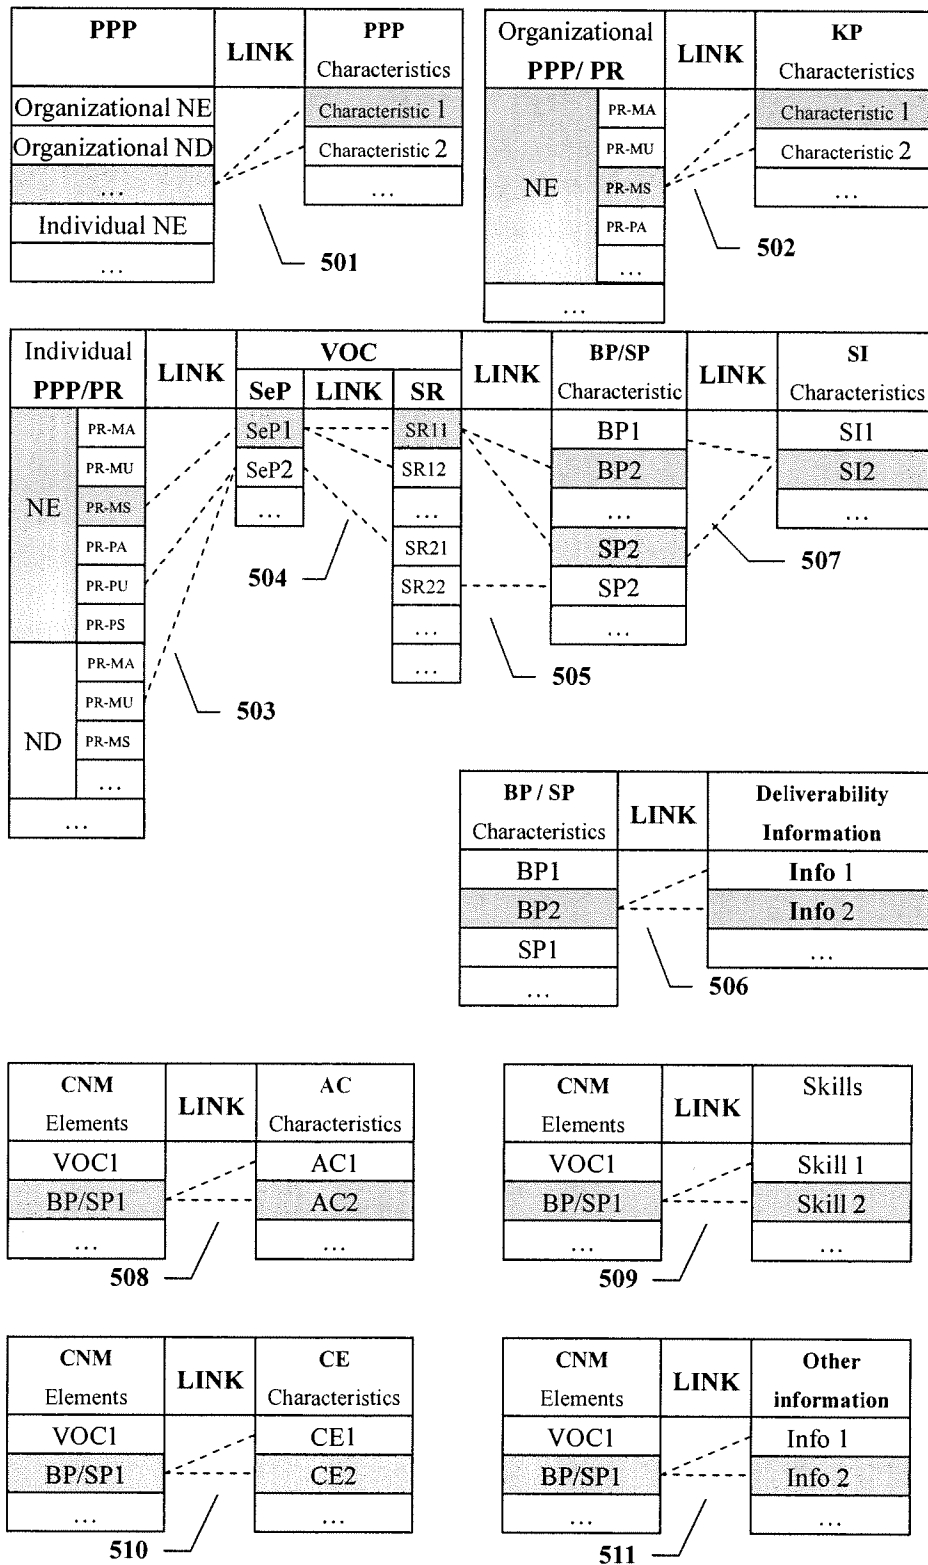 PPP
LINK
PPP
Characteristics
Organizational NE
Characteristic 1
Organizational ND
Characteristic 2
...
...
Individual NE
...
501
Organizational
PPP/ PR
LINK
KP
Characteristics
NE
PR-MA
Characteristic 1
PR-MU
Characteristic 2
PR-MS
...
PR-PA
...
...
502
Individual
PPP/PR
LINK
VOC
SeP
LINK
SR
LINK
BP/SP
Characteristic
LINK
SI
Characteristics
NE
PR-MA
PR-MU
PR-MS
PR-PA
PR-PU
PR-PS
ND
PR-MA
PR-MU
PR-MS
...
...
SeP1
SeP2
...
SR11
SR12
...
SR21
SR22
...
...
BP1
BP2
...
SP2
SP2
...
SI1
SI2
...
503
504
505
507
BP / SP
Characteristics
LINK
Deliverability
Information
BP1
Info 1
BP2
Info 2
SP1
...
...
506
CNM
Elements
LINK
AC
Characteristics
VOC1
AC1
BP/SP1
AC2
...
...
508
CNM
Elements
LINK
Skills
VOC1
Skill 1
BP/SP1
Skill 2
...
...
509
CNM
Elements
LINK
CE
Characteristics
VOC1
CE1
BP/SP1
CE2
...
...
510
CNM
Elements
LINK
Other
information
VOC1
Info 1
BP/SP1
Info 2
...
...
511